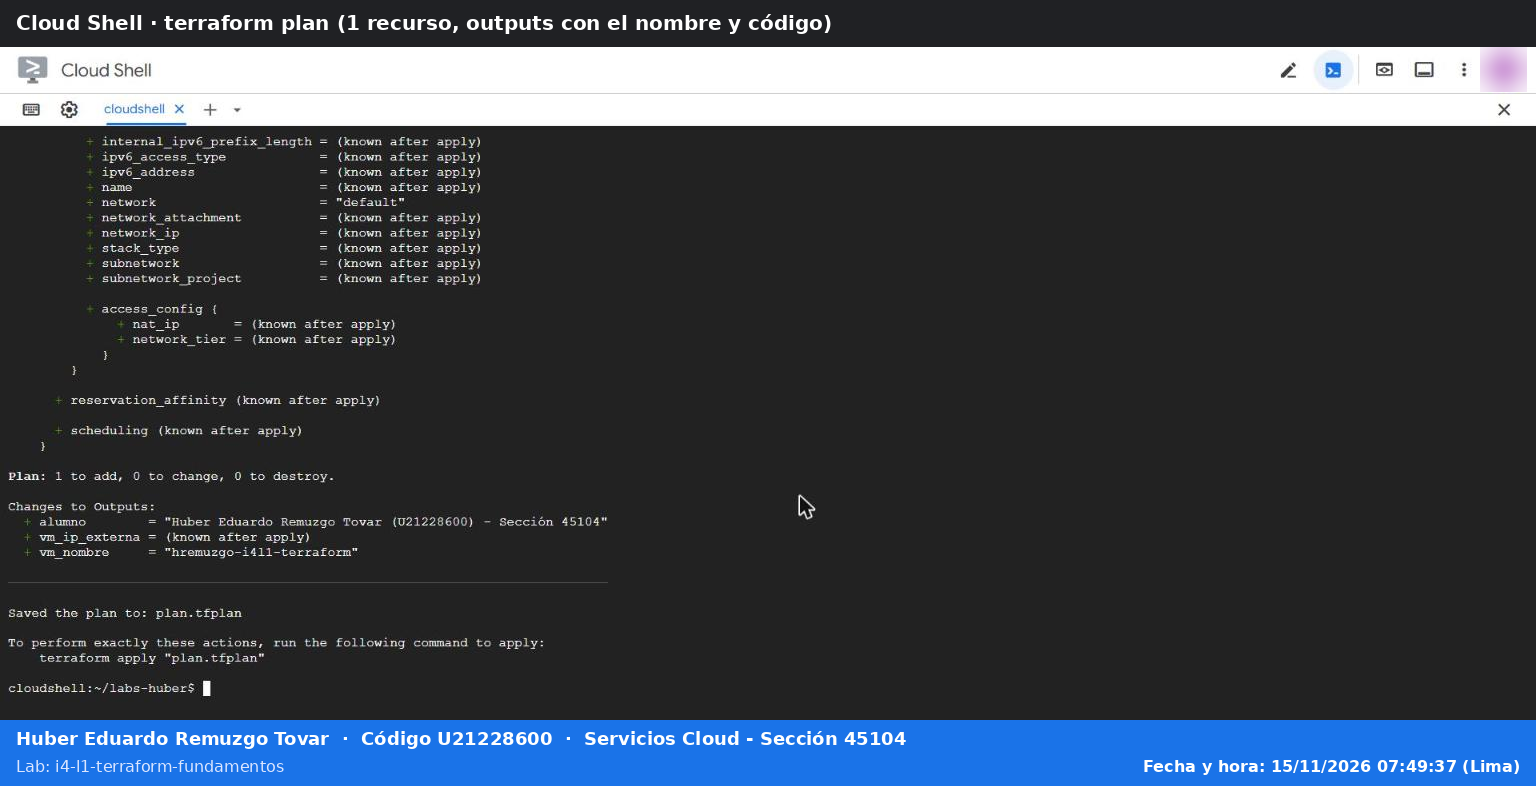 Cloud Shell · terraform plan (1 recurso, outputs con el nombre y código)
Cloud Shell
cloudshell
+ internal_ipv6_prefix_length = (known after apply)
+ ipv6_access_type = (known after apply)
+ ipv6_address = (known after apply)
+ name = (known after apply)
+ network = "default"
+ network_attachment = (known after apply)
+ network_ip = (known after apply)
+ stack_type = (known after apply)
+ subnetwork = (known after apply)
+ subnetwork_project = (known after apply)
+ access_config {
+ nat_ip = (known after apply)
+ network_tier = (known after apply)
}
}
+ reservation_affinity (known after apply)
+ scheduling (known after apply)
}
Plan: 1 to add, 0 to change, 0 to destroy.
Changes to Outputs:
+ alumno = "Huber Eduardo Remuzgo Tovar (U21228600) - Sección 45104"
+ vm_ip_externa = (known after apply)
+ vm_nombre = "hremuzgo-i4l1-terraform"
Saved the plan to: plan.tfplan
To perform exactly these actions, run the following command to apply:
terraform apply "plan.tfplan"
cloudshell:~/labs-huber$
Huber Eduardo Remuzgo Tovar · Código U21228600 · Servicios Cloud - Sección 45104
Lab: i4-l1-terraform-fundamentos
Fecha y hora: 15/11/2026 07:49:37 (Lima)